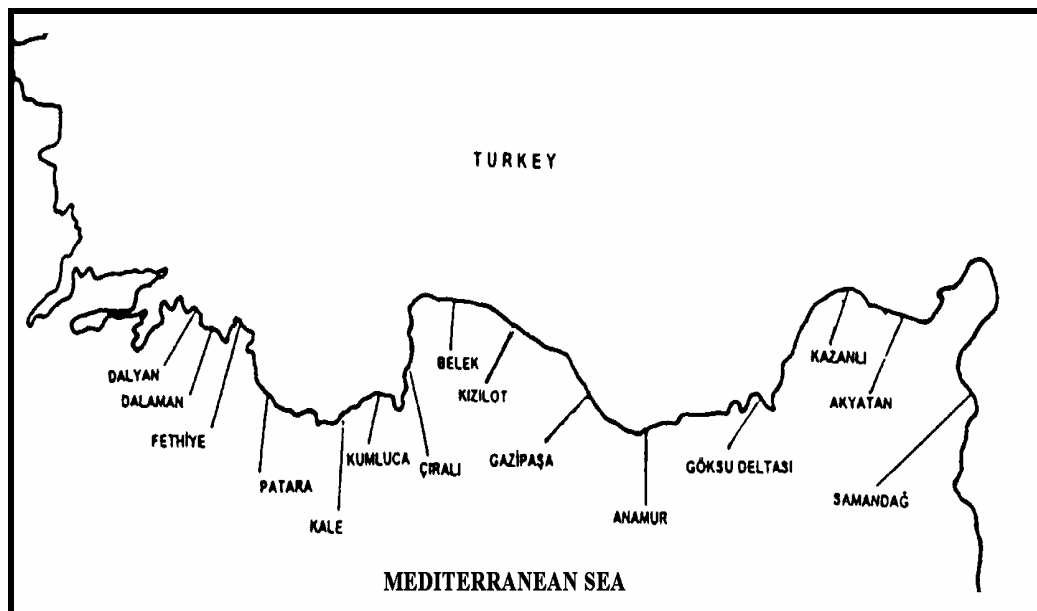 TURKEY
DALYAN
DALAMAN
FETHİYE
PATARA
KALE
KUMLUCA
ÇIRALI
BELEK
KIZILOT
GAZİPAŞA
ANAMUR
GÖKSU DELTASI
KAZANLI
AKYATAN
SAMANDAĞ
MEDITERRANEAN SEA